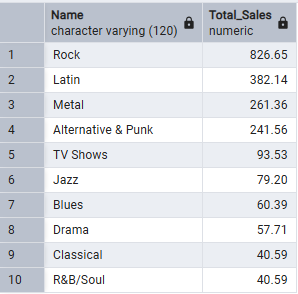 Name Total_Sales
character varying (120) numeric
1 Rock 826.65
2 Latin 382.14
3 Metal 261.36
4 Alternative & Punk 241.56
5 TV Shows 93.53
6 Jazz 79.20
7 Blues 60.39
8 Drama 57.71
9 Classical 40.59
10 R&B/Soul 40.59